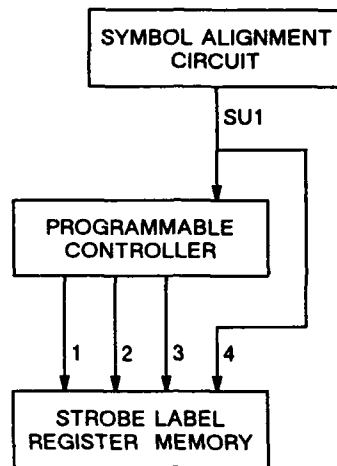 SYMBOL ALIGNMENT
CIRCUIT
SU1
PROGRAMMABLE
CONTROLLER
1 2 3 4
STROBE LABEL
REGISTER MEMORY